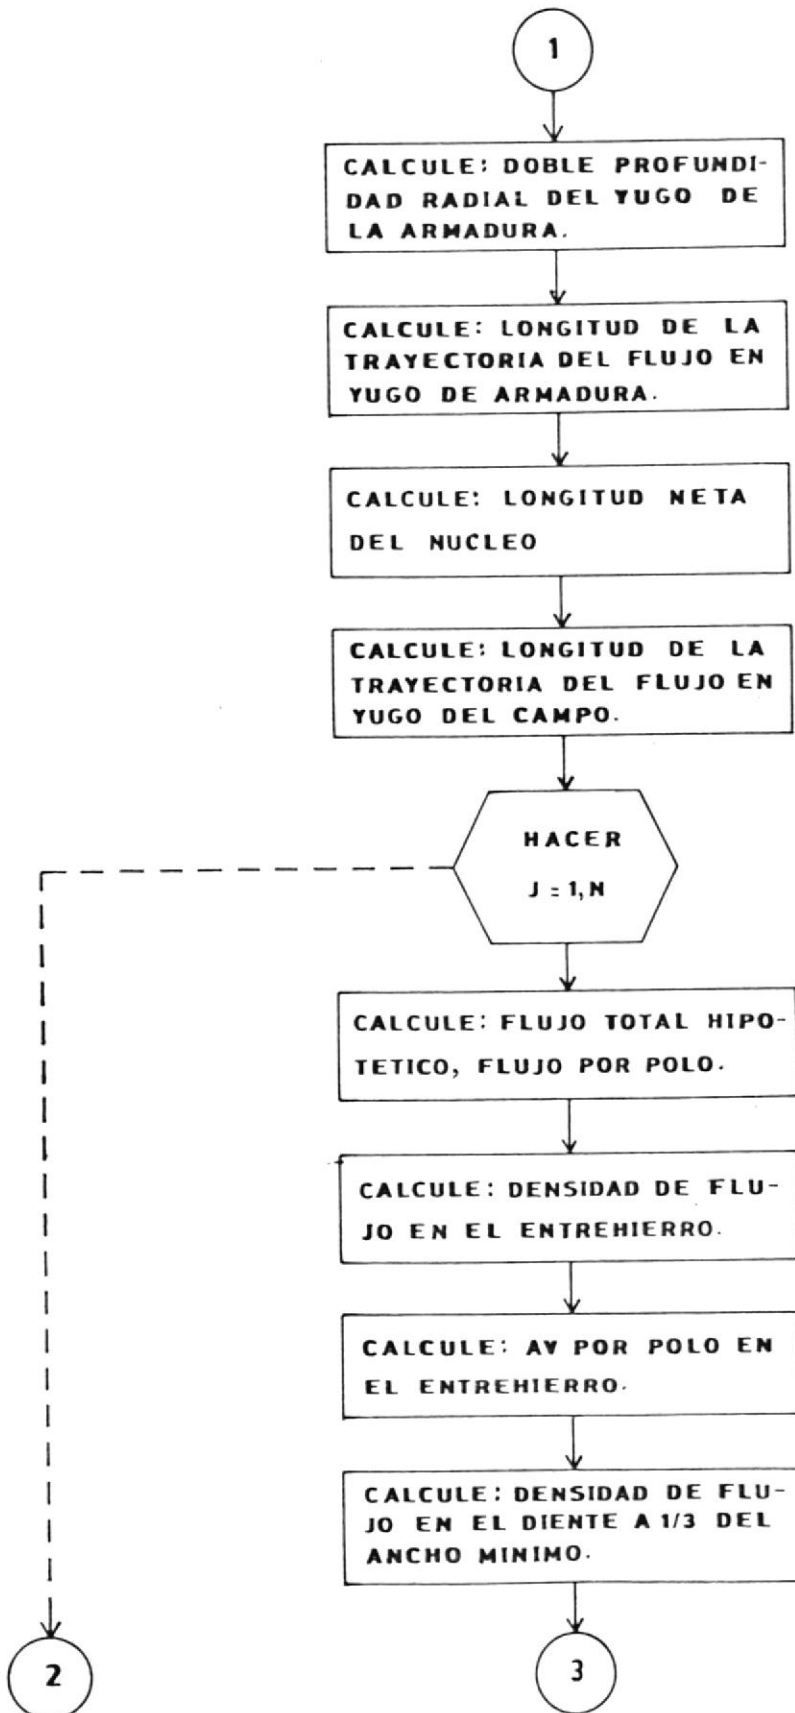 1
CALCULE: DOBLE PROFUNDI-
DAD RADIAL DEL YUGO DE
LA ARMADURA.
CALCULE: LONGITUD DE LA
TRAYECTORIA DEL FLUJO EN
YUGO DE ARMADURA.
CALCULE: LONGITUD NETA
DEL NUCLEO
CALCULE: LONGITUD DE LA
TRAYECTORIA DEL FLUJO EN
YUGO DEL CAMPO.
HACER
J = 1, N
CALCULE: FLUJO TOTAL HIPO-
TETICO, FLUJO POR POLO.
CALCULE: DENSIDAD DE FLU-
JO EN EL ENTREHIERRO.
CALCULE: AV POR POLO EN
EL ENTREHIERRO.
CALCULE: DENSIDAD DE FLU-
JO EN EL DIENTE A 1/3 DEL
ANCHO MINIMO.
2
3